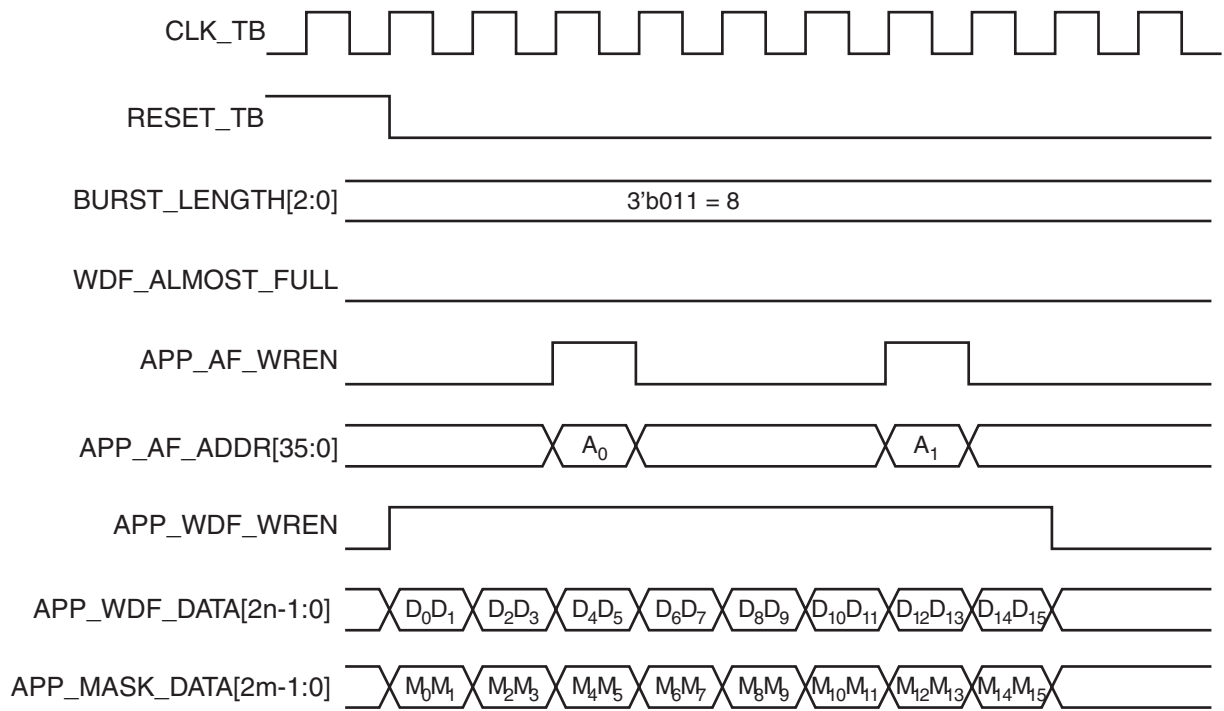 CLK_TB
RESET_TB
BURST_LENGTH[2:0] 3'b011 = 8
WDF_ALMOST_FULL
APP_AF_WREN
APP_AF_ADDR[35:0] A0 A1
APP_WDF_WREN
APP_WDF_DATA[2n-1:0] D0D1 D2D3 D4D5 D6D7 D8D9 D10D11 D12D13 D14D15
APP_MASK_DATA[2m-1:0] M0M1 M2M3 M4M5 M6M7 M8M9 M10M11 M12M13 M14M15